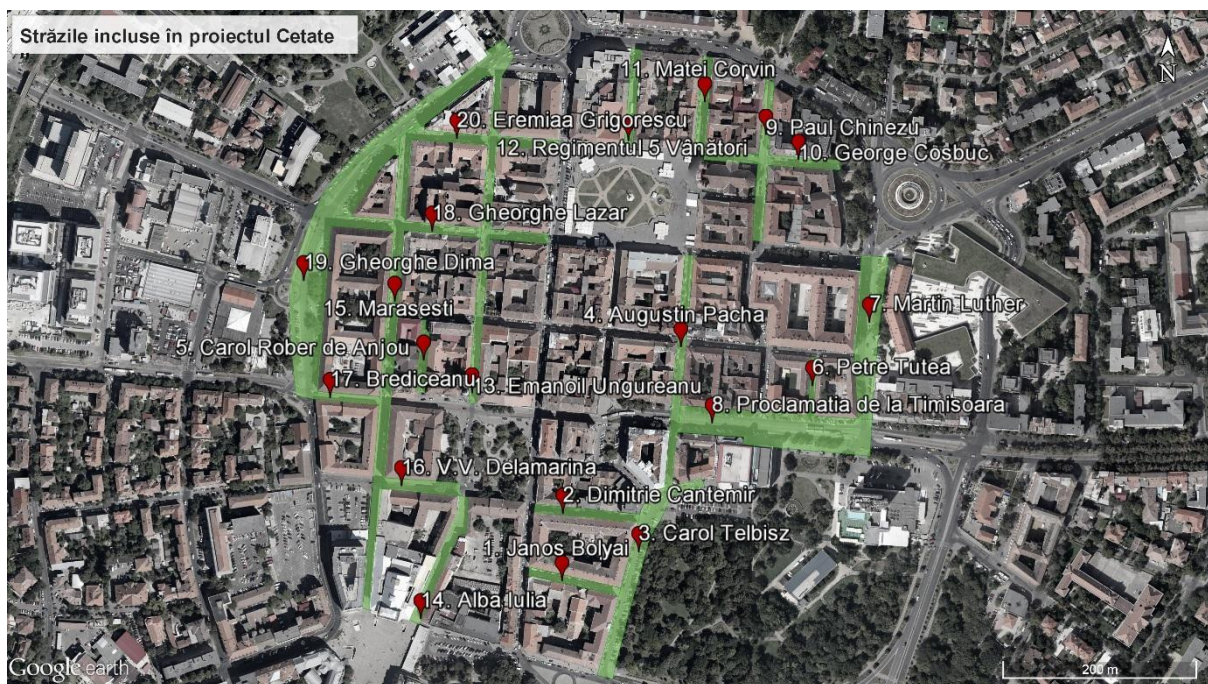 Străzile incluse în proiectul Cetate
N
11. Matei Corvin
20. Eremiaa Grigorescu
9. Paul Chinezu
12. Regimentul 5 Vânători
10. George Cosbuc
18. Gheorghe Lazar
19. Gheorghe Dima
15. Marasesti
4. Augustin Pacha
7. Martin Luther
5. Carol Rober de Anjou
6. Petre Tutea
17. Brediceanu
13. Emanoil Ungureanu
8. Proclamatia de la Timisoara
16. V.V. Delamarina
2. Dimitrie Cantemir
3. Carol Telbisz
1. Janos Bolyai
14. Alba Iulia
Google earth
200 m